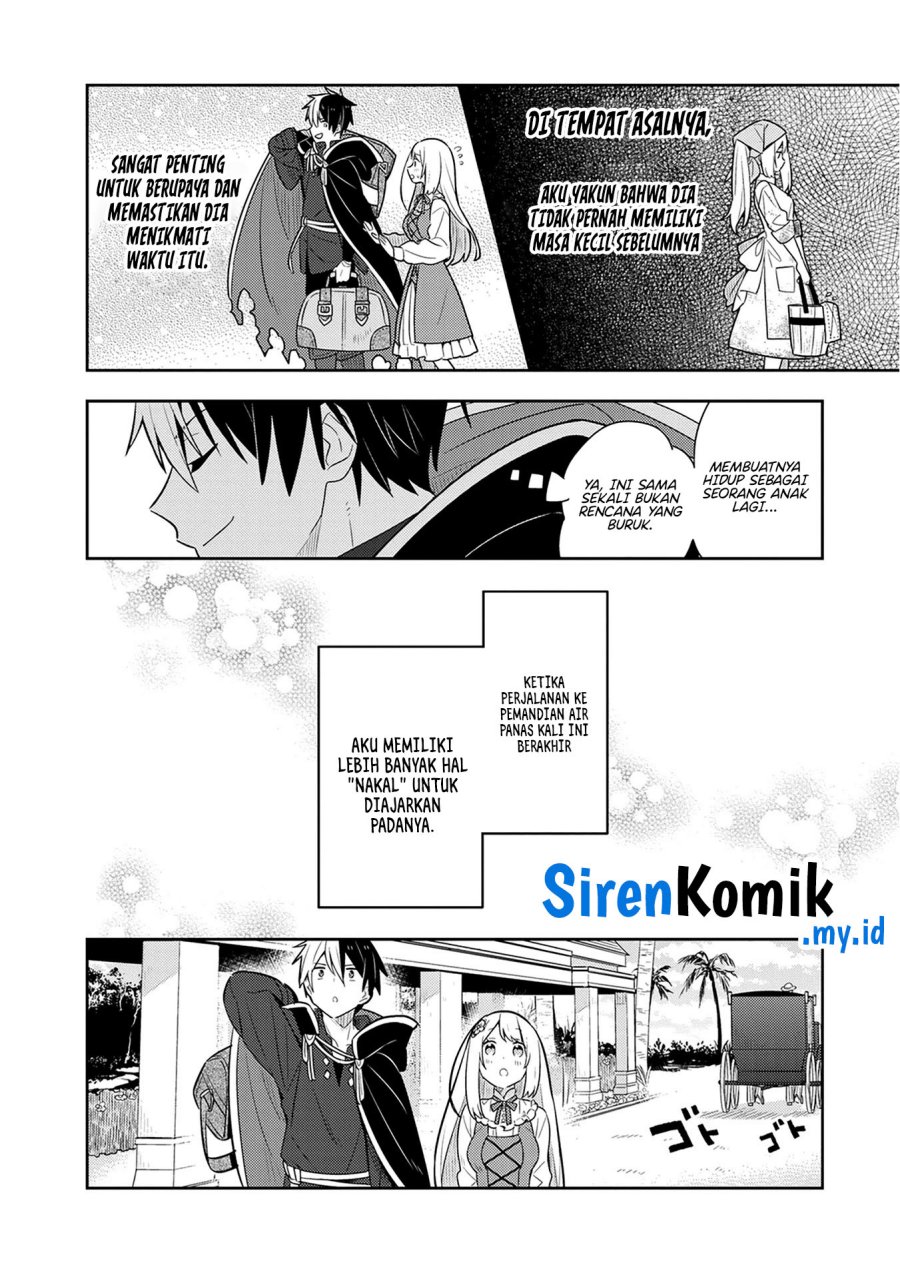 DI TEMPAT ASALNYA,
AKU YAKUN BAHWA DIA
TIDAK PERNAH MEMILIKI
MASA KECIL SEBELUMNYA
SANGAT PENTING
UNTUK BERUPAYA DAN
MEMASTIKAN DIA
MENIKMATI
WAKTU ITU.
MEMBUATNYA
HIDUP SEBAGAI
SEORANG ANAK
LAGI...
YA, INI SAMA
SEKALI BUKAN
RENCANA YANG
BURUK.
KETIKA
PERJALANAN KE
PEMANDIAN AIR
PANAS KALI INI
BERAKHIR
AKU MEMILIKI
LEBIH BANYAK HAL
"NAKAL" UNTUK
DIAJARKAN
PADANYA.
SirenKomik
.my.id
ゴト
ゴト